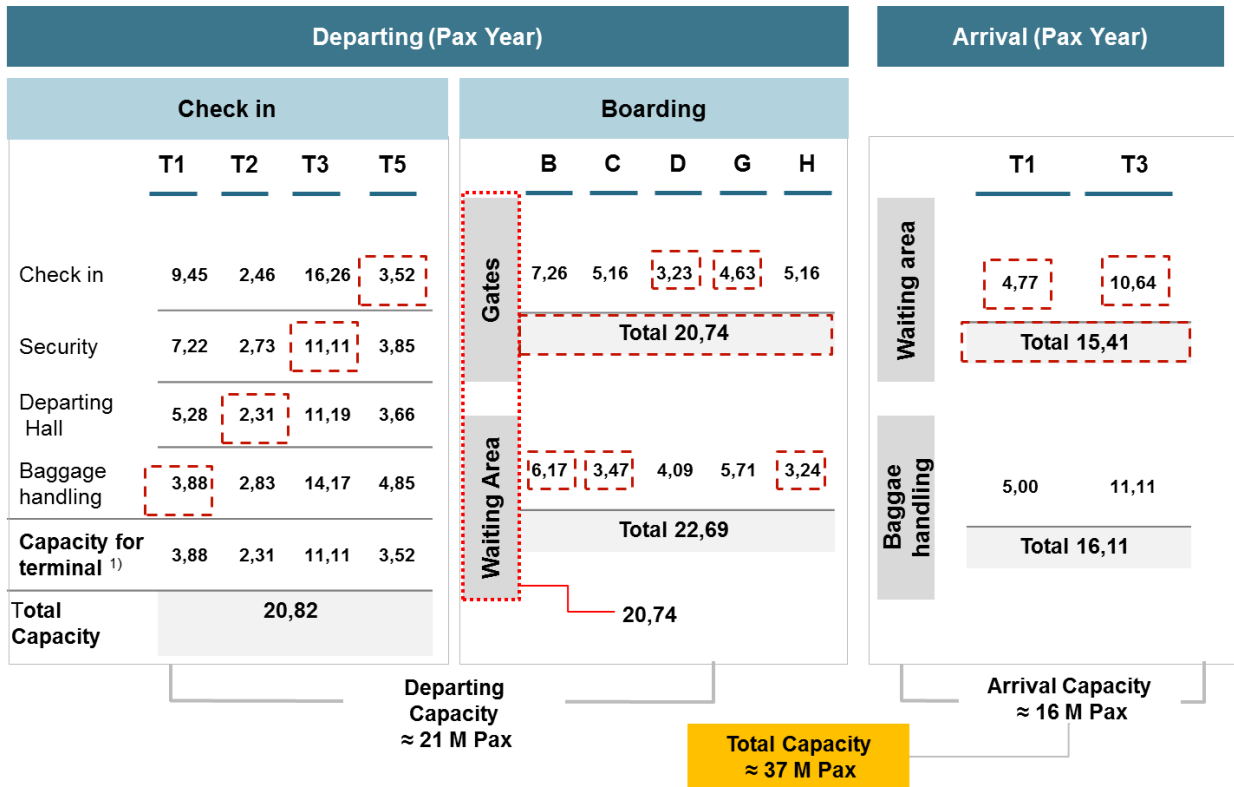 Departing (Pax Year)
Arrival (Pax Year)
Check in
Boarding
T1 T2 T3 T5
B C D G H
T1 T3
Check in 9,45 2,46 16,26 3,52
Security 7,22 2,73 11,11 3,85
Departing
Hall 5,28 2,31 11,19 3,66
Baggage
handling 3,88 2,83 14,17 4,85
Capacity for
terminal 1) 3,88 2,31 11,11 3,52
Total
Capacity 20,82
Gates
7,26 5,16 3,23 4,63 5,16
Total 20,74
Waiting Area
6,17 3,47 4,09 5,71 3,24
Total 22,69
20,74
Waiting area
4,77 10,64
Total 15,41
Baggae
handling
5,00 11,11
Total 16,11
Departing
Capacity
≈ 21 M Pax
Arrival Capacity
≈ 16 M Pax
Total Capacity
≈ 37 M Pax